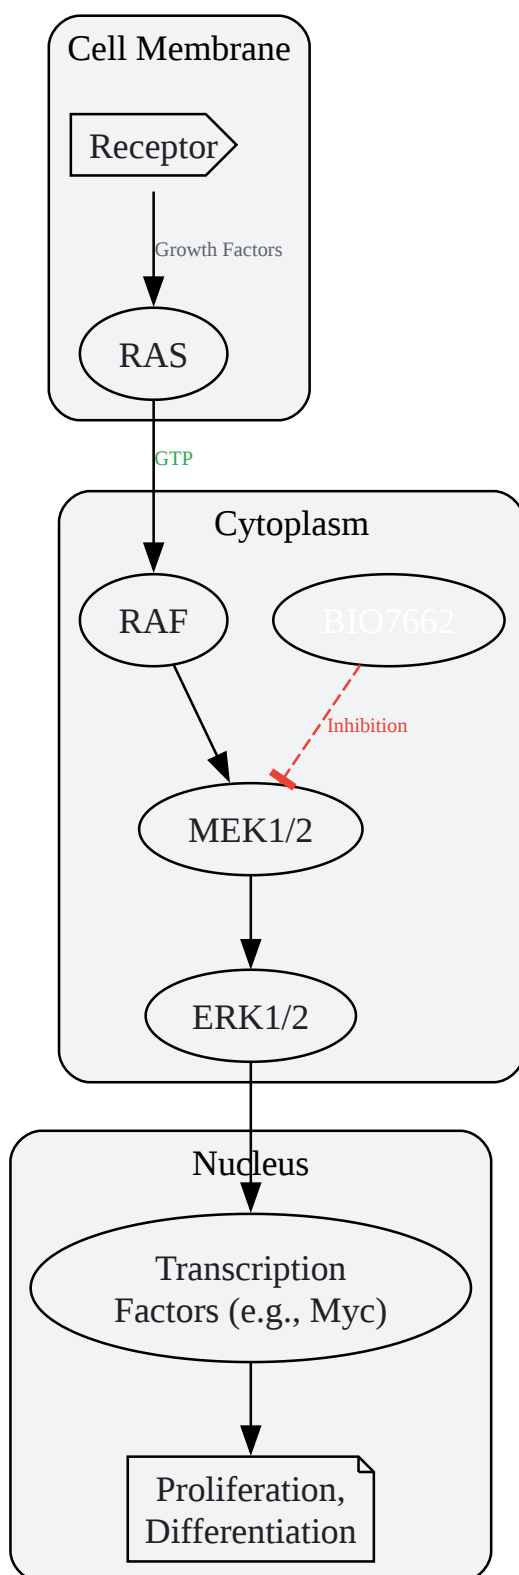 Cell Membrane
Receptor
Growth Factors
RAS
GTP
Cytoplasm
RAF
BIO7662
Inhibition
MEK1/2
ERK1/2
Nucleus
Transcription
Factors (e.g., Myc)
Proliferation,
Differentiation